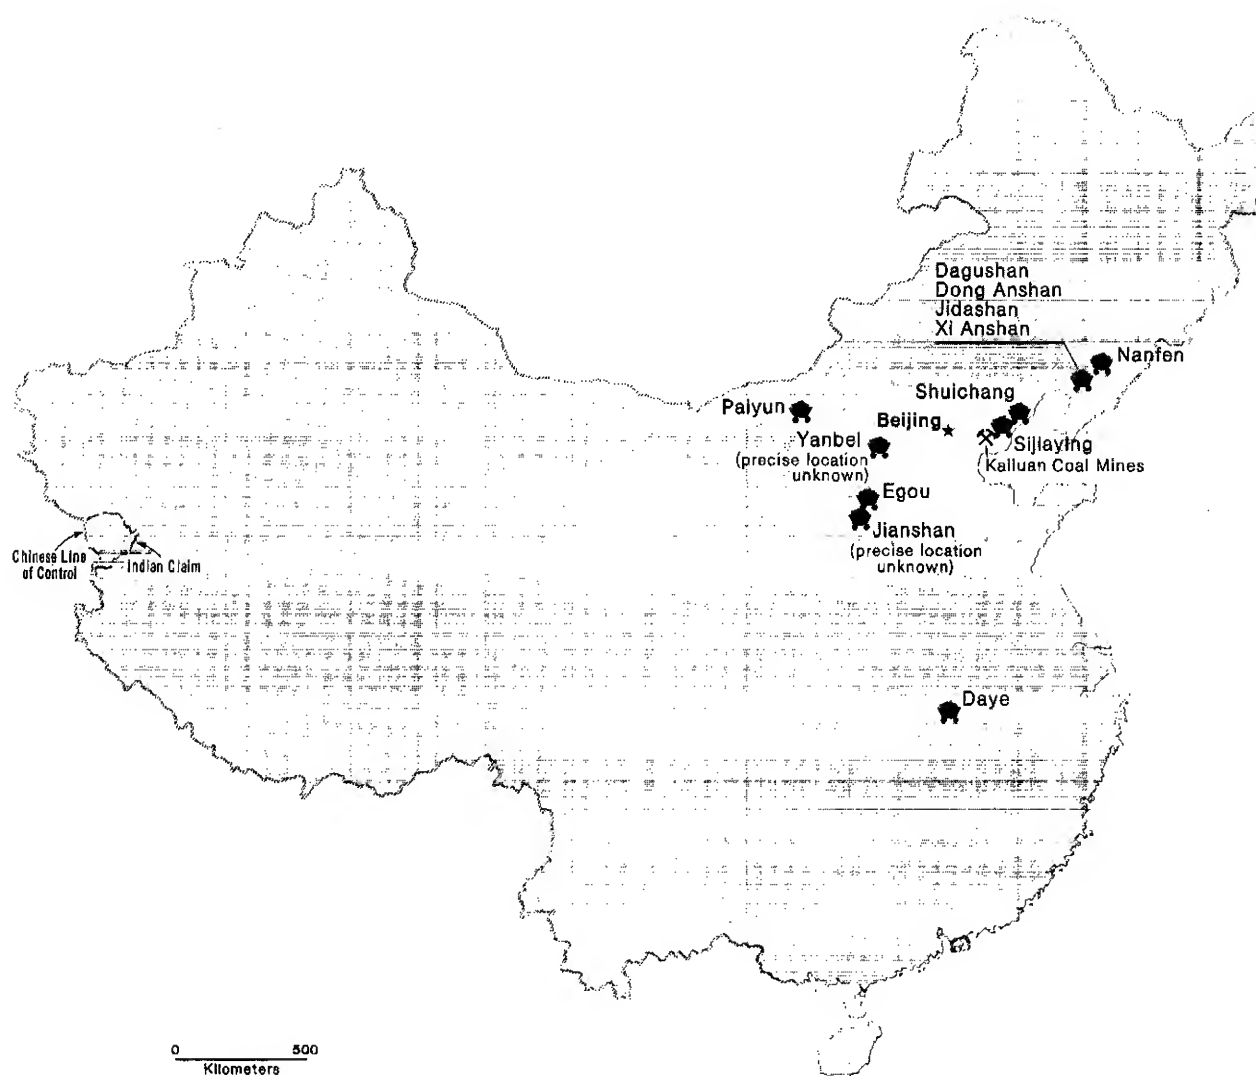 Dagushan
Dong Anshan
Jidashan
Xi Anshan
Nanfen
Paiyun
Shuichang
Beijing
Yanbei
(precise location
unknown)
Sijiaying
Kailuan Coal Mines
Egou
Jianshan
(precise location
unknown)
Chinese Line
of Control
Indian Claim
Daye
0 500
Kilometers